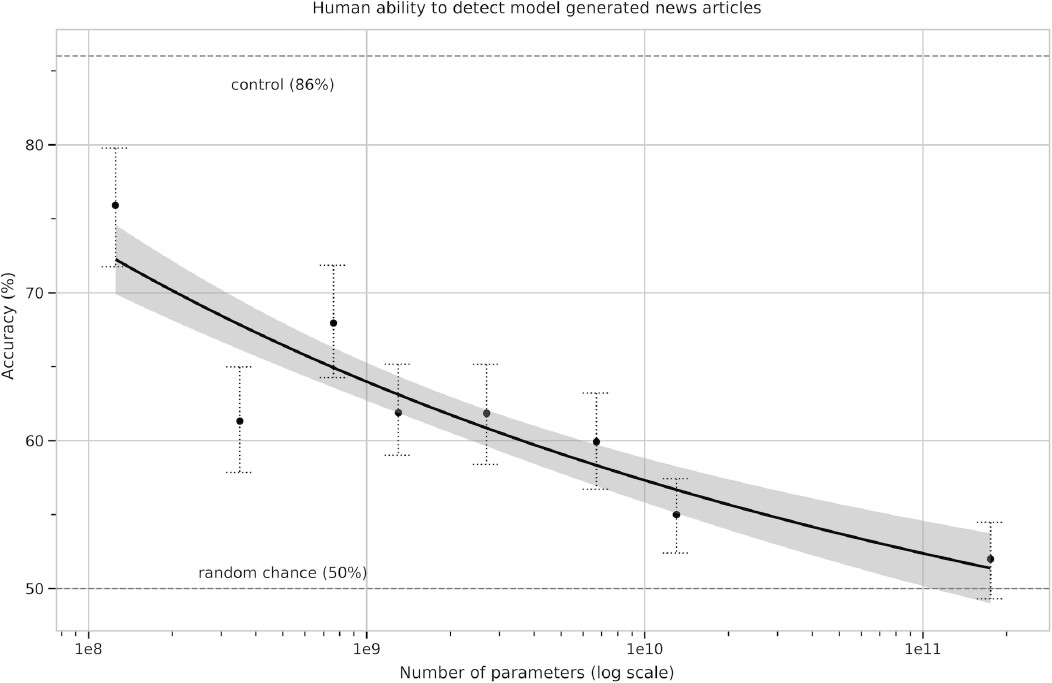 Human ability to detect model generated news articles
control (86%)
80
70
60
random chance (50%)
50
Accuracy (%)
1e8 1e9 1e10 1e11
Number of parameters (log scale)